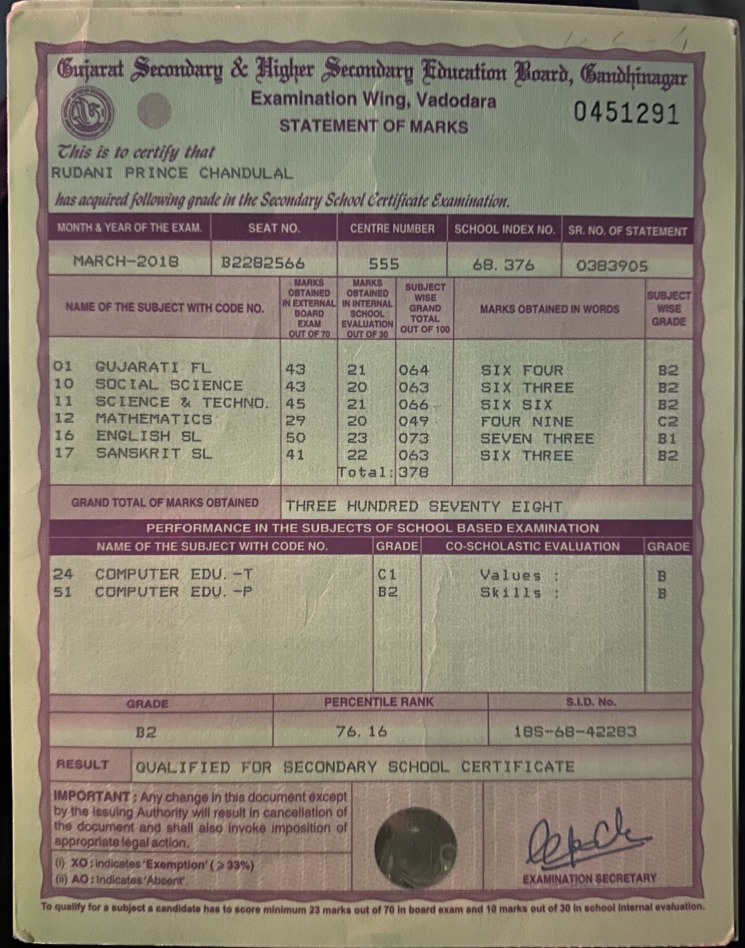 Gujarat Secondary & Higher Secondary Education Board, Gandhinagar
Examination Wing, Vadodara
0451291
STATEMENT OF MARKS
This is to certify that
RUDANI PRINCE CHANDULAL
has acquired following grade in the Secondary School Certificate Examination.
MONTH & YEAR OF THE EXAM. SEAT NO. CENTRE NUMBER SCHOOL INDEX NO. SR. NO. OF STATEMENT
MARCH-2018 B2282566 555 68.376 0383905
NAME OF THE SUBJECT WITH CODE NO. MARKS OBTAINED IN EXTERNAL BOARD EXAM OUT OF 70 MARKS OBTAINED IN INTERNAL SCHOOL EVALUATION OUT OF 30 SUBJECT WISE GRAND TOTAL OUT OF 100 MARKS OBTAINED IN WORDS SUBJECT WISE GRADE
01 GUJARATI FL 43 21 064 SIX FOUR B2
10 SOCIAL SCIENCE 43 20 063 SIX THREE B2
11 SCIENCE & TECHNO. 45 21 066 SIX SIX B2
12 MATHEMATICS 29 20 049 FOUR NINE C2
16 ENGLISH SL 50 23 073 SEVEN THREE B1
17 SANSKRIT SL 41 22 063 SIX THREE B2
Total: 378
GRAND TOTAL OF MARKS OBTAINED THREE HUNDRED SEVENTY EIGHT
PERFORMANCE IN THE SUBJECTS OF SCHOOL BASED EXAMINATION
NAME OF THE SUBJECT WITH CODE NO. GRADE CO-SCHOLASTIC EVALUATION GRADE
24 COMPUTER EDU. -T C1 Values : B
51 COMPUTER EDU. -P B2 Skills : B
GRADE PERCENTILE RANK S.I.D. No.
B2 76.16 18S-68-42283
RESULT QUALIFIED FOR SECONDARY SCHOOL CERTIFICATE
IMPORTANT : Any change in this document except
by the Issuing Authority will result in cancellation of
the document and shall also invoke imposition of
appropriate legal action.
(i) XO : Indicates 'Exemption' ( ⩾ 33%)
(ii) AO : Indicates 'Absent'.
EXAMINATION SECRETARY
To qualify for a subject a candidate has to score minimum 23 marks out of 70 in board exam and 10 marks out of 30 in school internal evaluation.